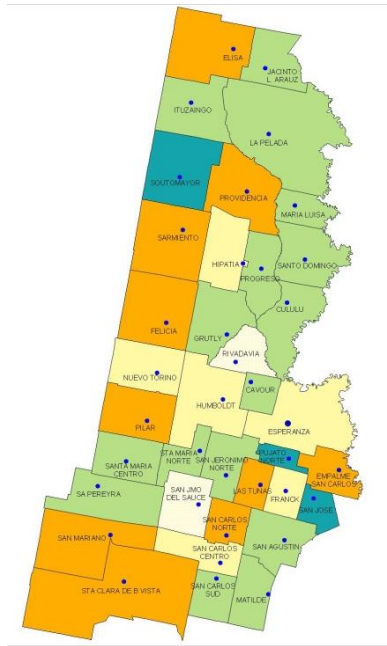 ELISA
JACINTO
L. ARAUZ
ITUZAINGO
LA PELADA
SOUTOMAYOR
PROVIDENCIA
MARIA LUISA
SARMIENTO
HIPATIA
PROGRESO
SANTO DOMINGO
CULULU
FELICIA
GRUTLY
RIVADAVIA
NUEVO TORINO
CAVOUR
HUMBOLDT
PILAR
ESPERANZA
STA MARIA
NORTE
SAN JERONIMO
NORTE
PUJATO
NORTE
SANTA MARIA
CENTRO
EMPALME
SAN CARLOS
SA PEREYRA
SAN JMO
DEL SAUCE
LAS TUNAS
FRANCK
SAN JOSE
SAN CARLOS
NORTE
SAN MARIANO
SAN AGUSTIN
SAN CARLOS
CENTRO
STA CLARA DE B VISTA
SAN CARLOS
SUD
MATILDE